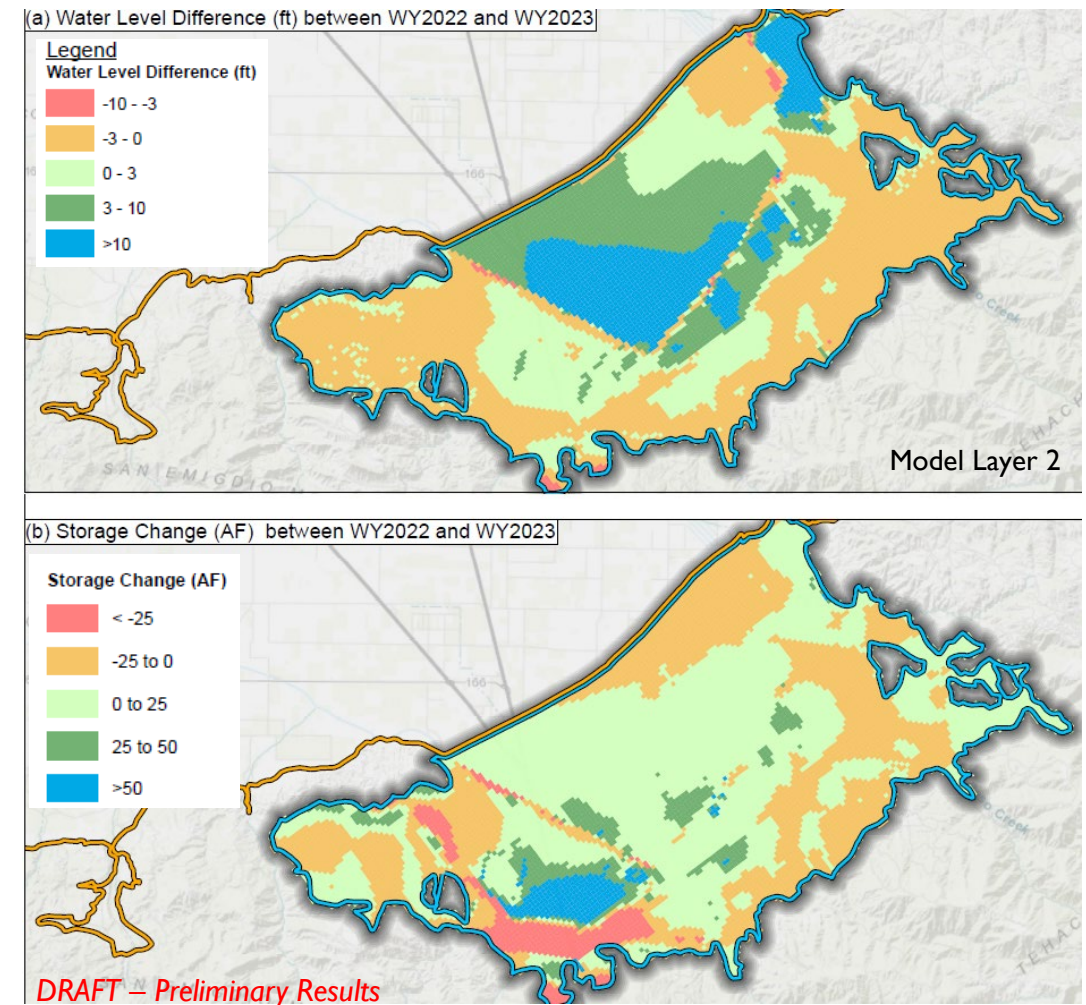 (a) Water Level Difference (ft) between WY2022 and WY2023
Legend
Water Level Difference (ft)
-10 - -3
-3 - 0
0 - 3
3 - 10
>10
166
Creek
SAN EMIGDIO
Model Layer 2
(b) Storage Change (AF) between WY2022 and WY2023
Storage Change (AF)
< -25
-25 to 0
0 to 25
25 to 50
>50
166
Creek
DRAFT – Preliminary Results